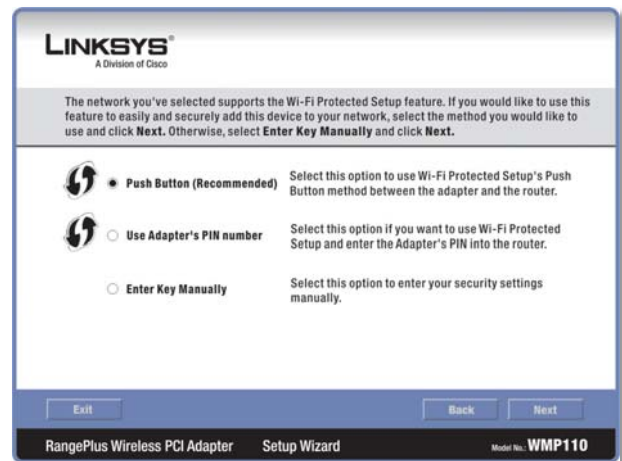 LINKSYS®
A Division of Cisco
The network you've selected supports the Wi-Fi Protected Setup feature. If you would like to use this
feature to easily and securely add this device to your network, select the method you would like to
use and click Next. Otherwise, select Enter Key Manually and click Next.
Push Button (Recommended)
Select this option to use Wi-Fi Protected Setup's Push
Button method between the adapter and the router.
Use Adapter's PIN number
Select this option if you want to use Wi-Fi Protected
Setup and enter the Adapter's PIN into the router.
Enter Key Manually
Select this option to enter your security settings
manually.
Exit
Back
Next
RangePlus Wireless PCI Adapter Setup Wizard Model No.: WMP110